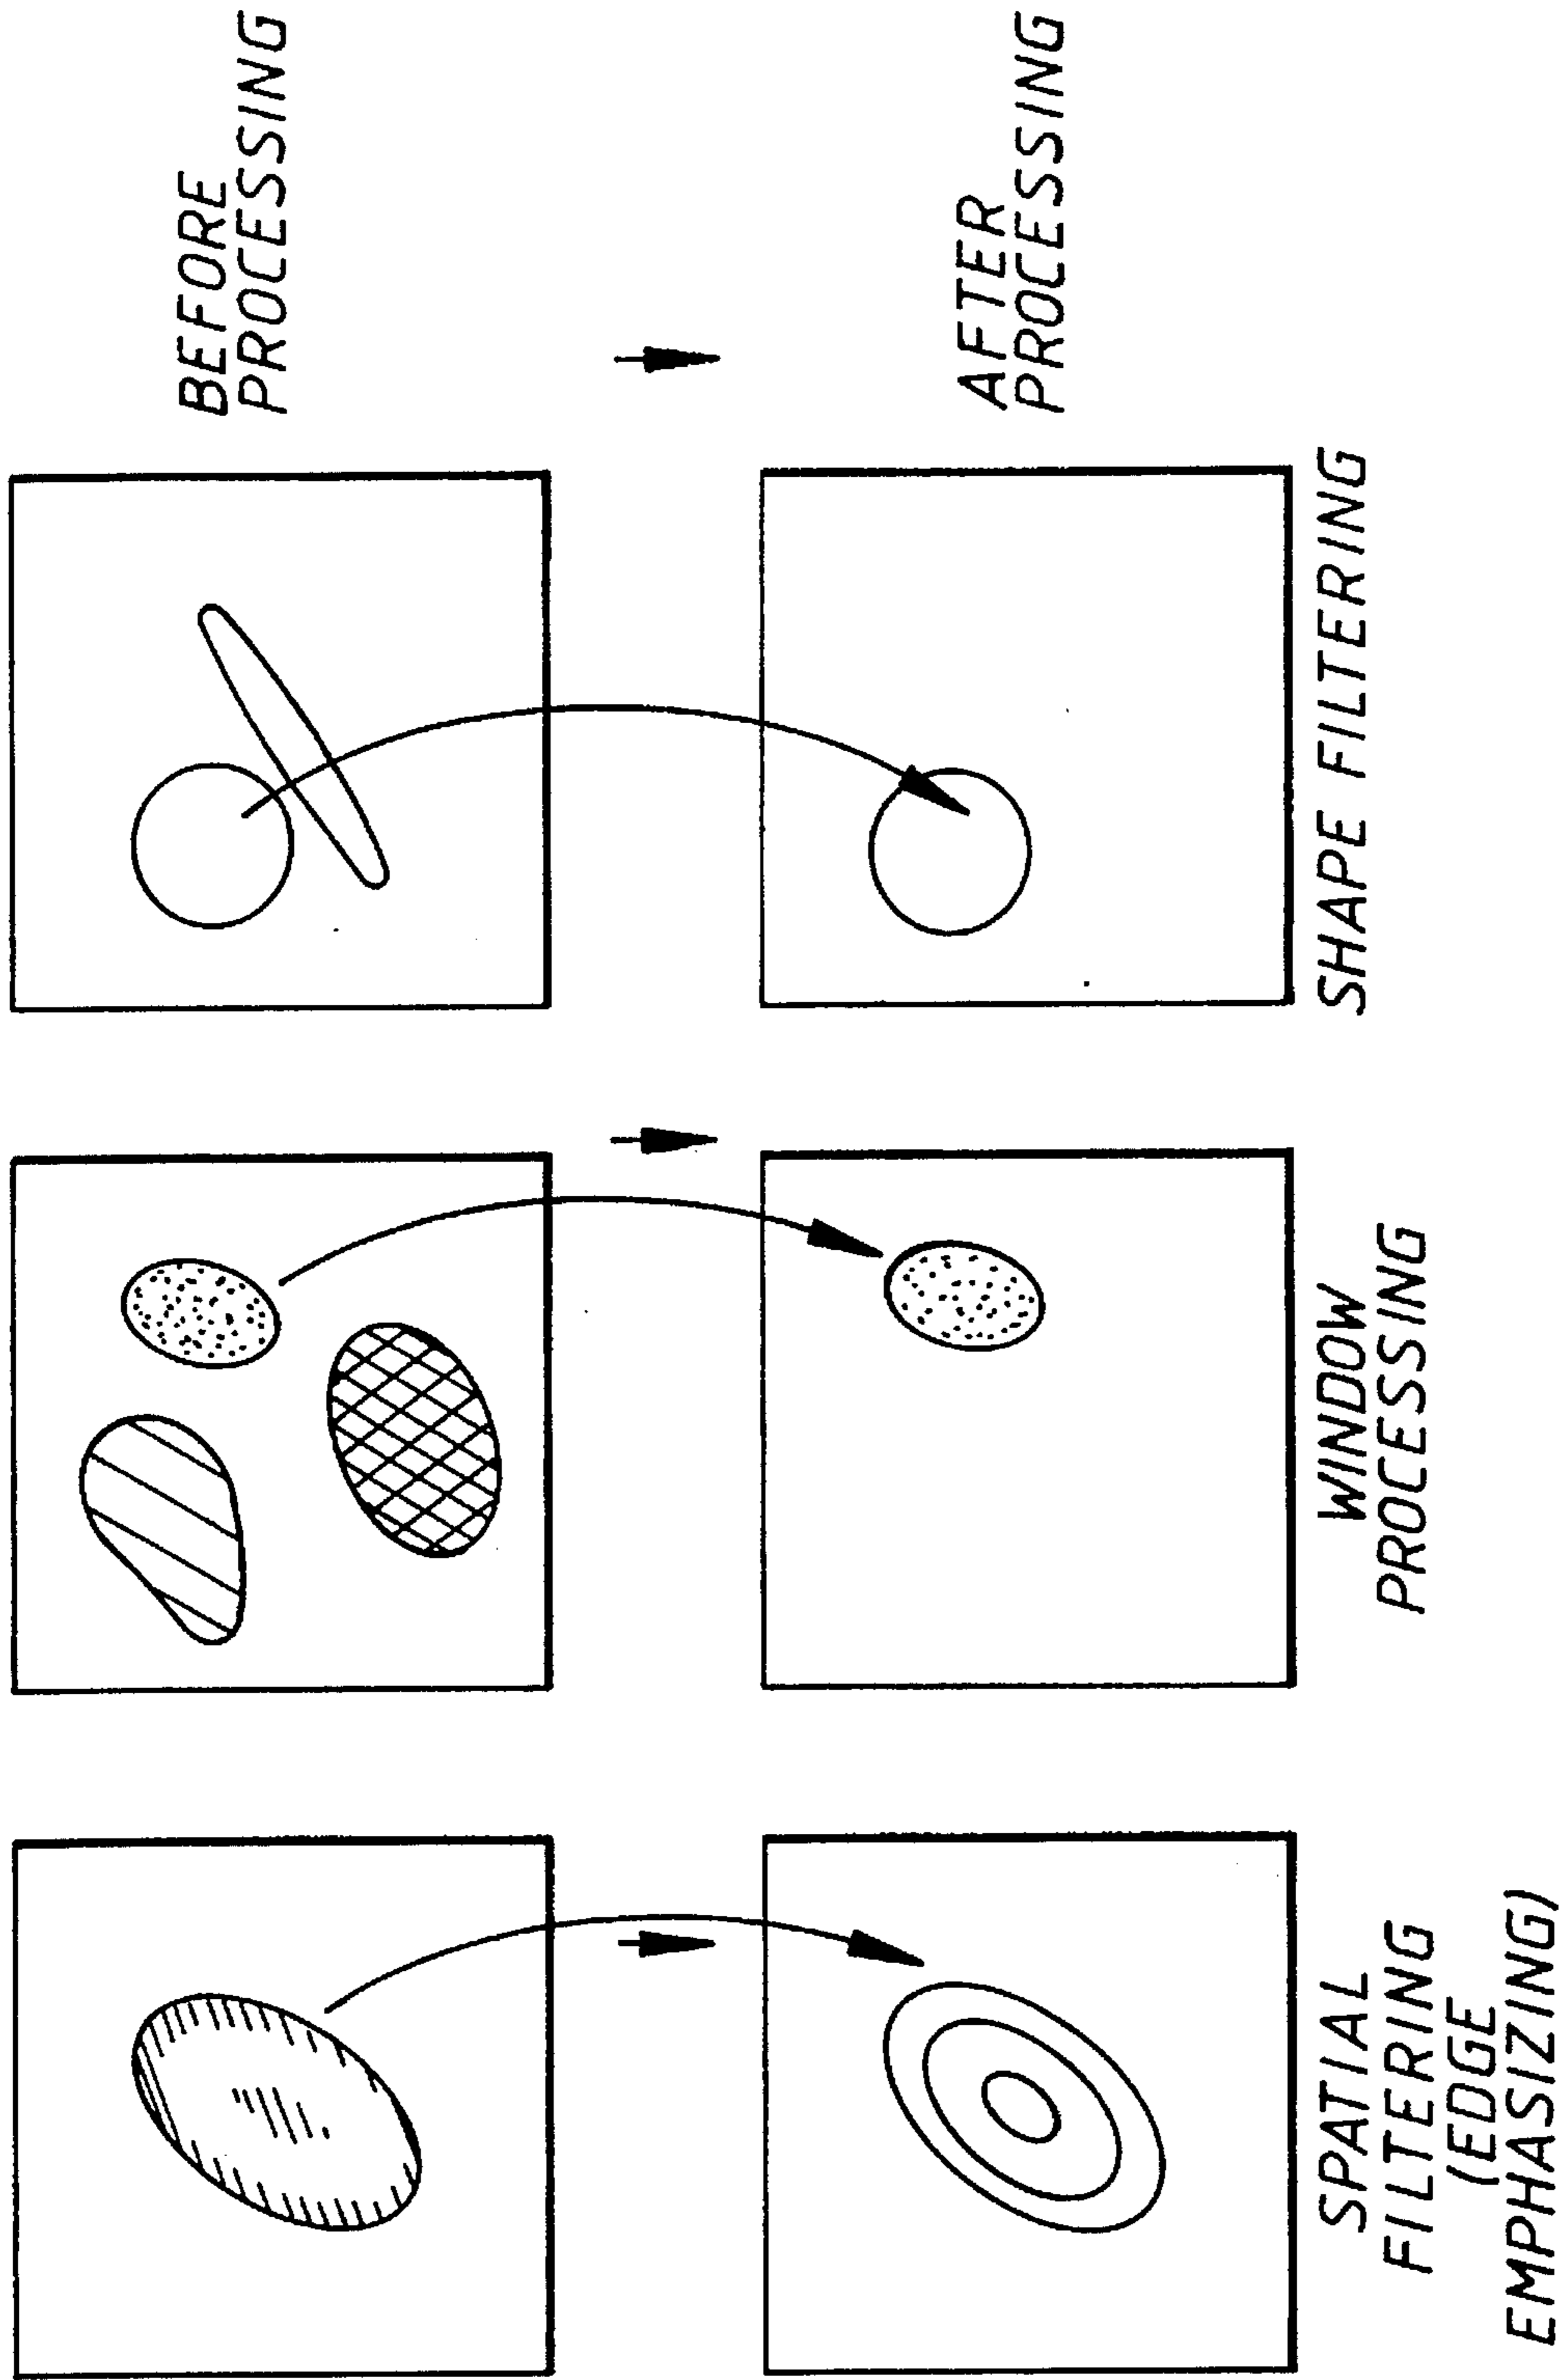 BEFORE
PROCESSING
AFTER
PROCESSING
SPATIAL
FILTERING
(EDGE
EMPHASIZING)
WINDOW
PROCESSING
SHAPE FILTERING